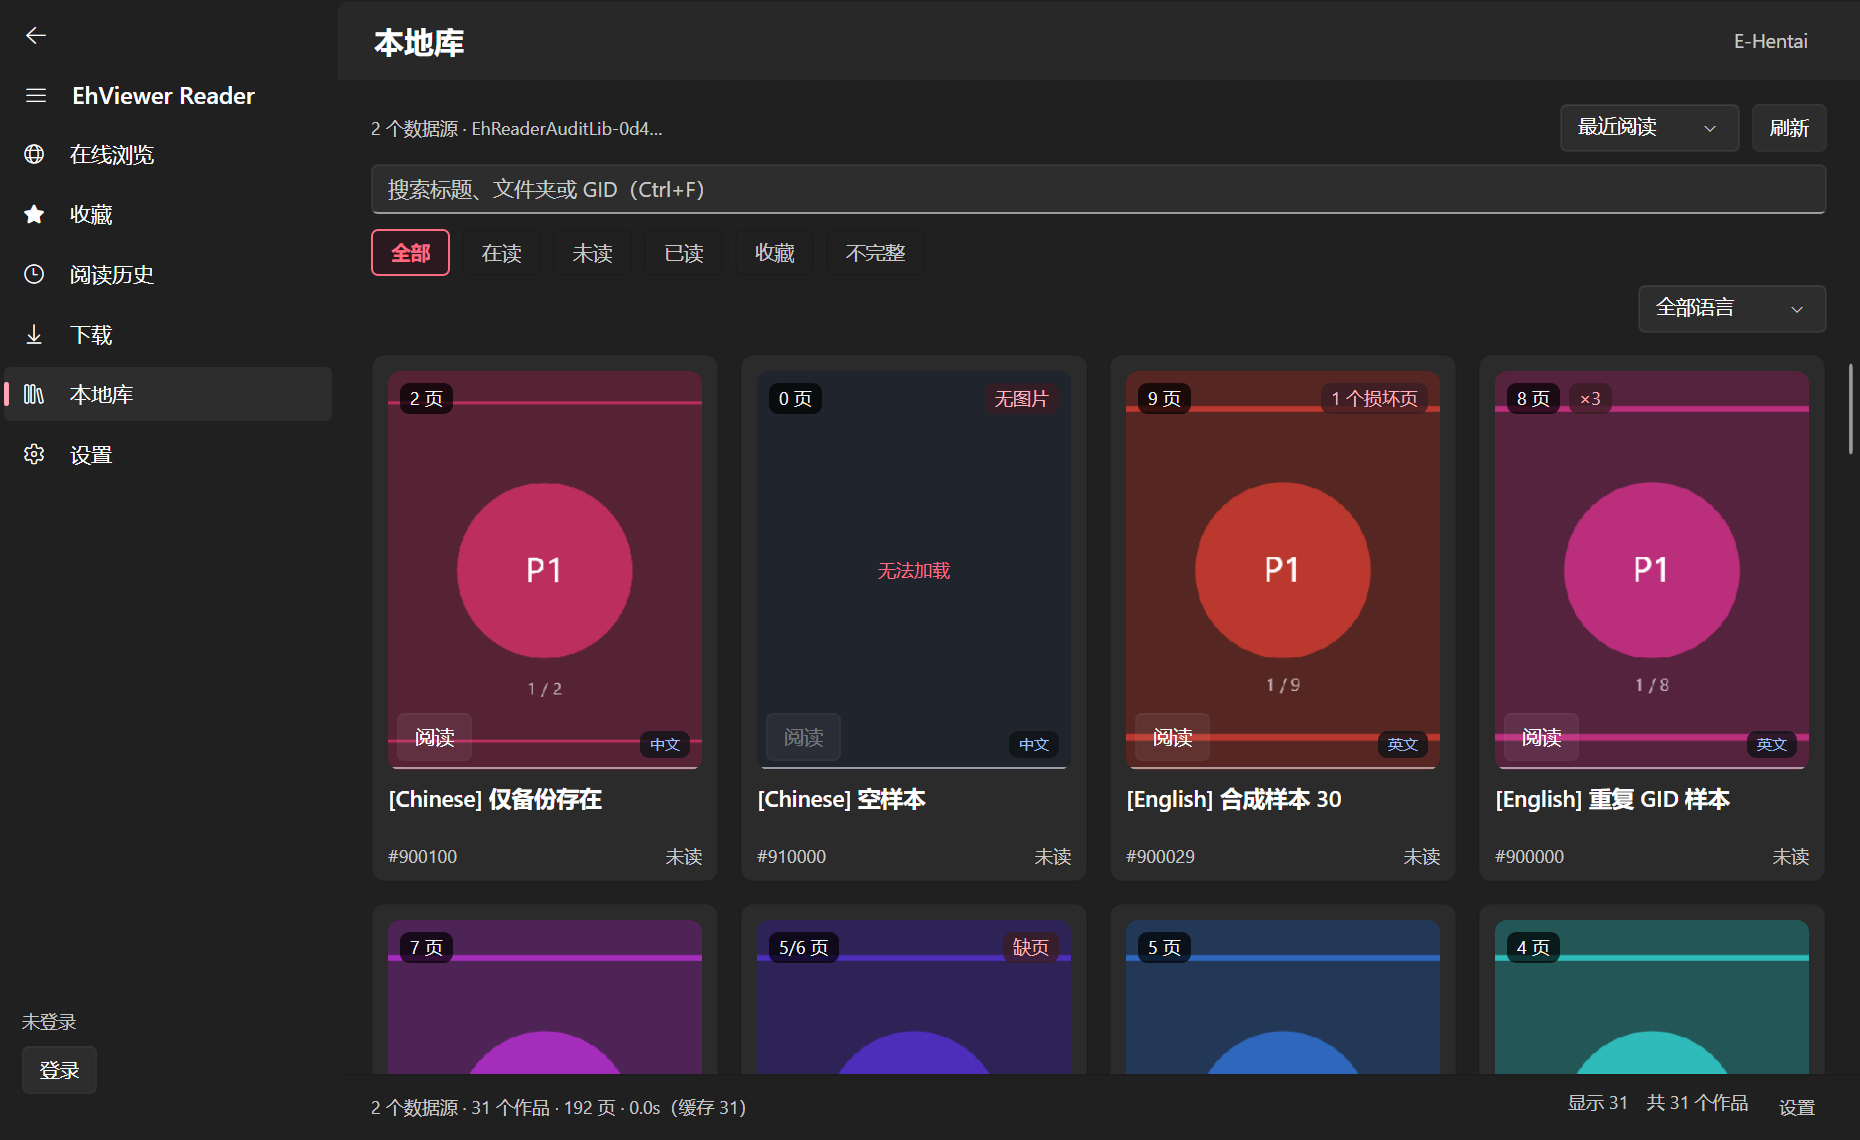 EhViewer Reader
在线浏览
收藏
阅读历史
下载
本地库
设置
未登录
登录
本地库
E-Hentai
2 个数据源 · EhReaderAuditLib-0d4...
最近阅读
刷新
搜索标题、文件夹或 GID（Ctrl+F）
全部 在读 未读 已读 收藏 不完整
全部语言
2 页
P1
1 / 2
阅读
中文
[Chinese] 仅备份存在
#900100 未读
0 页 无图片
无法加载
阅读
中文
[Chinese] 空样本
#910000 未读
9 页 1 个损坏页
P1
1 / 9
阅读
英文
[English] 合成样本 30
#900029 未读
8 页 ×3
P1
1 / 8
阅读
英文
[English] 重复 GID 样本
#900000 未读
7 页
5/6 页 缺页
5 页
4 页
2 个数据源 · 31 个作品 · 192 页 · 0.0s（缓存 31）
显示 31 共 31 个作品 设置